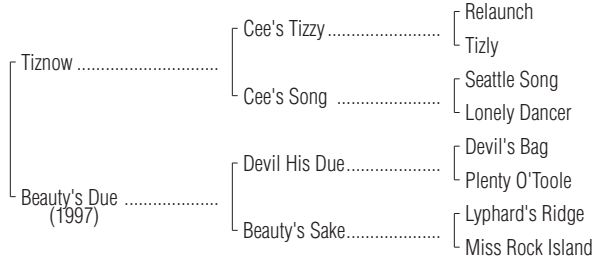 Relaunch
Cee's Tizzy
Tizly
Tiznow
Seattle Song
Cee's Song
Lonely Dancer
Devil's Bag
Devil His Due
Plenty O'Toole
Beauty's Due
(1997)
Lyphard's Ridge
Beauty's Sake
Miss Rock Island